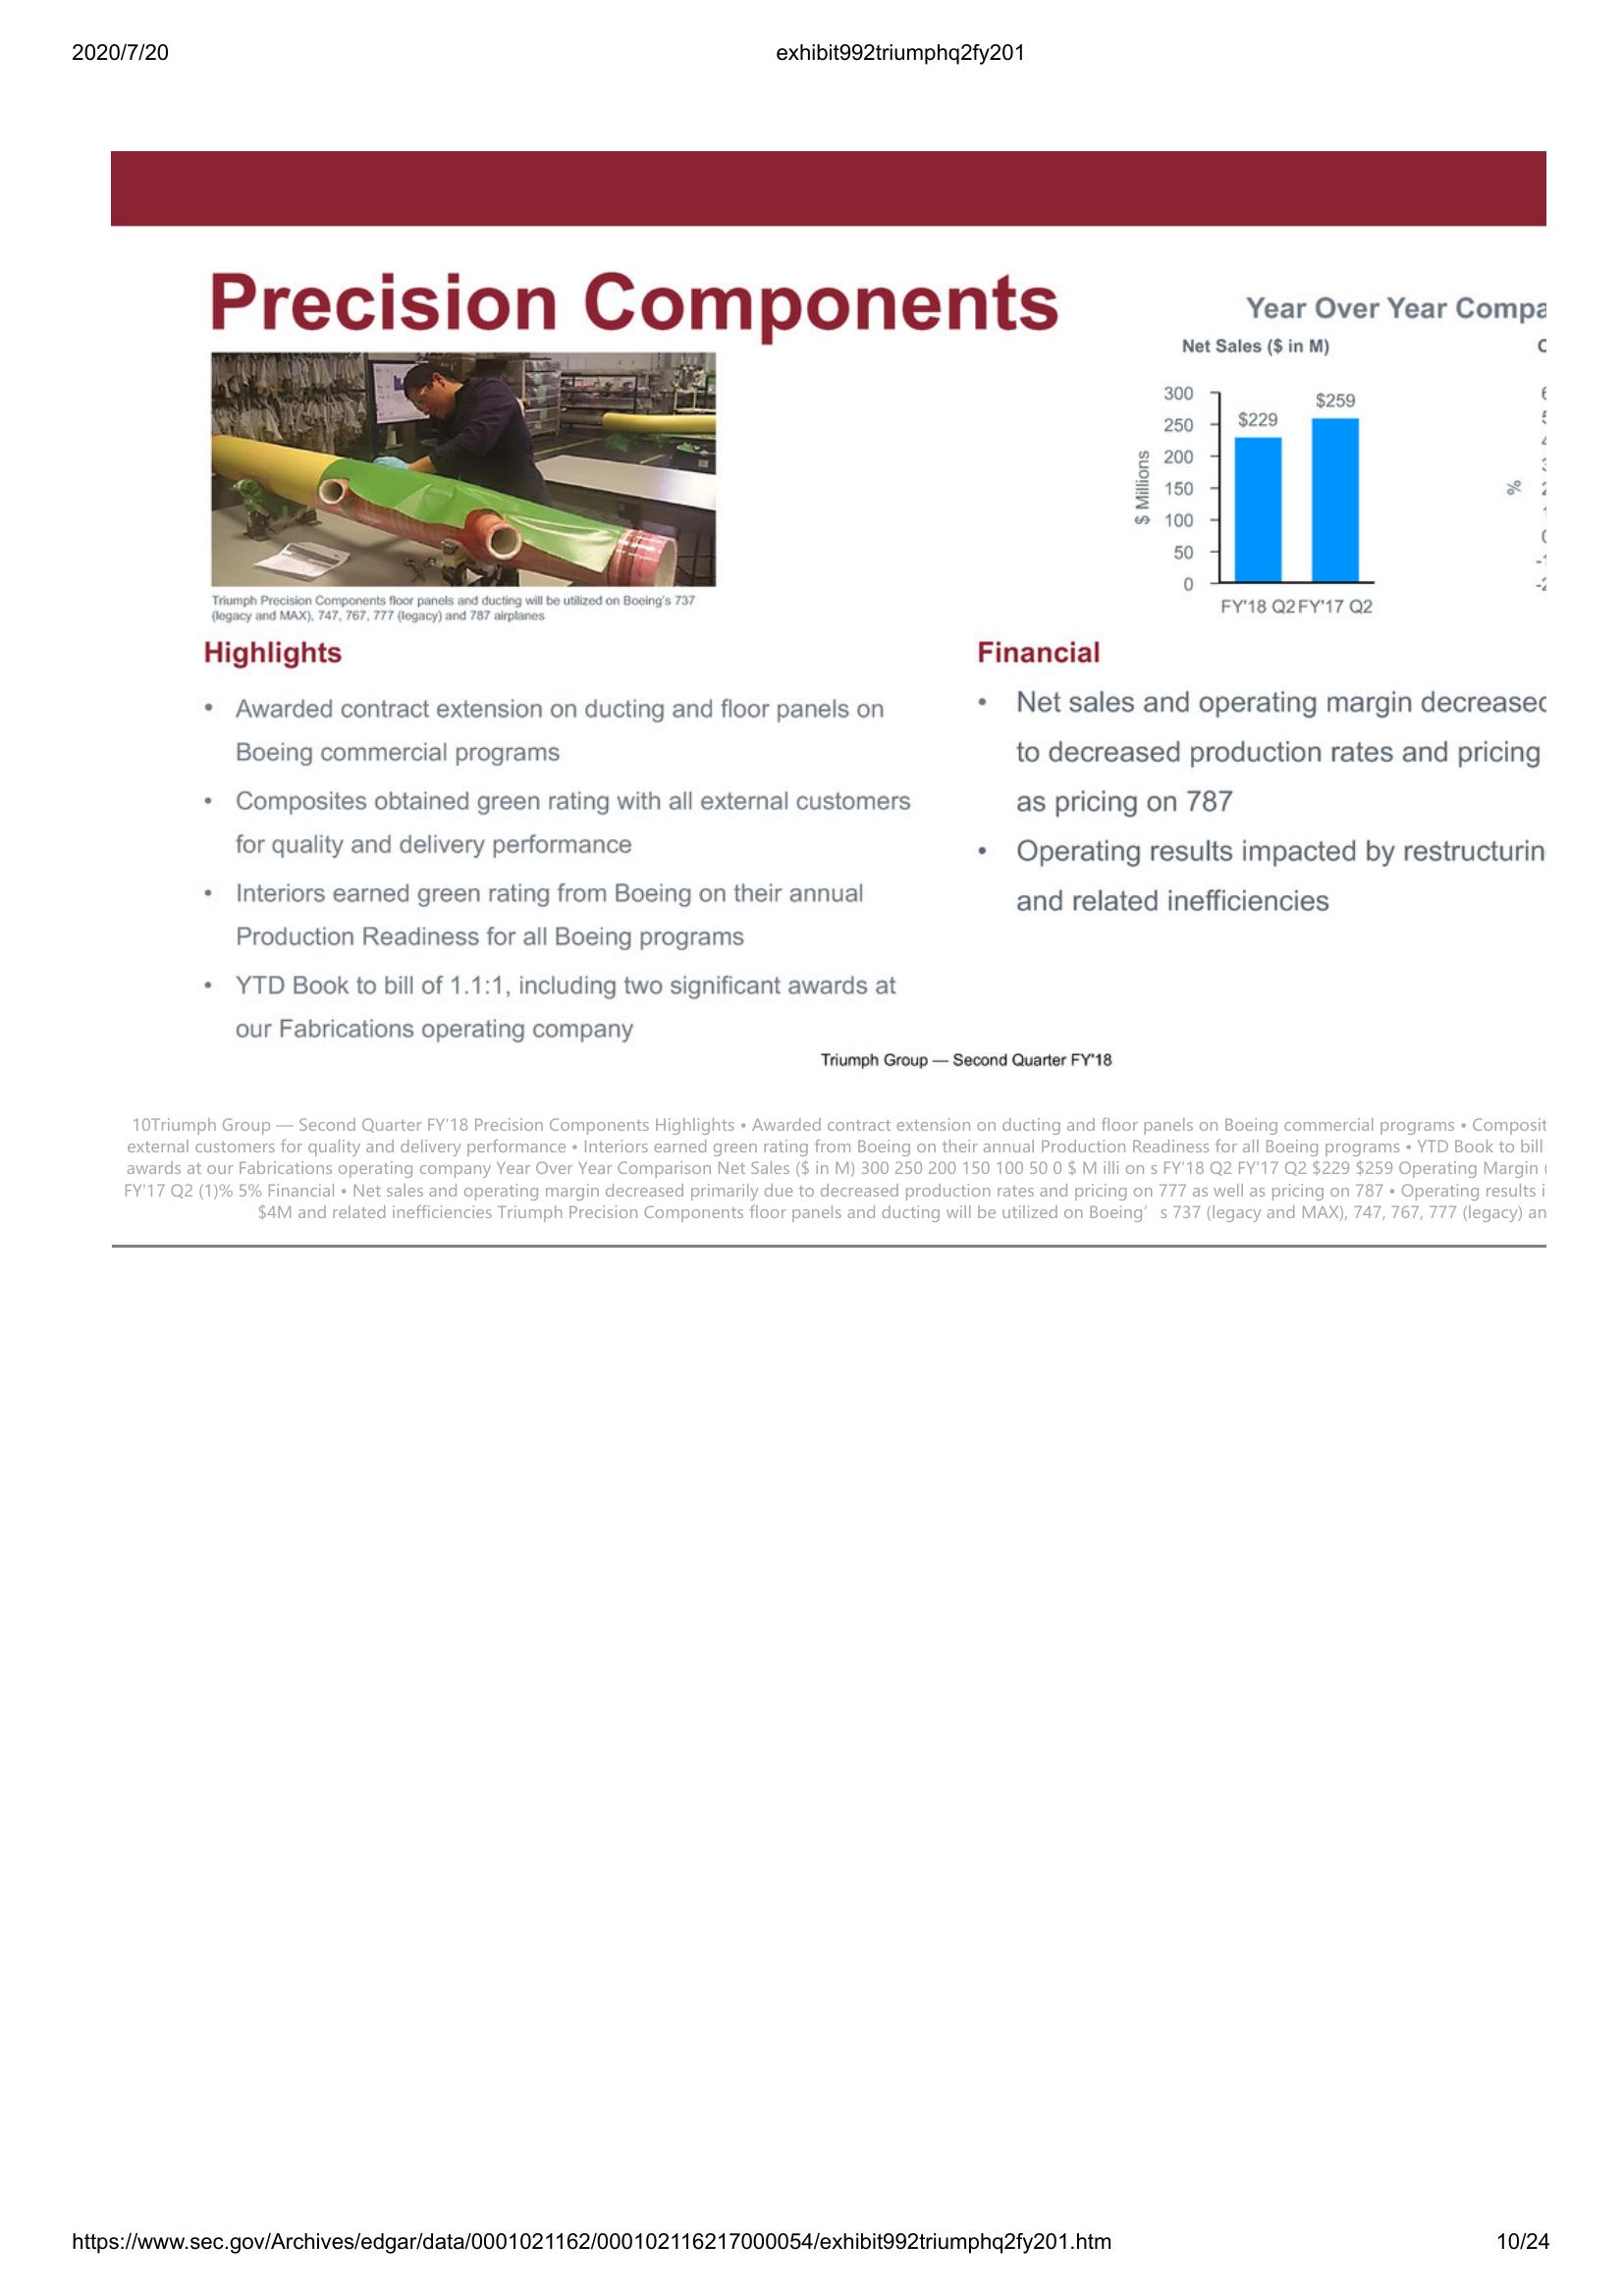 2020/7/20
exhibit992triumphq2fy201
Precision Components
Year Over Year Compa
Net Sales ($ in M)
300
250
200
150
100
50
0
$ Millions
$229
$259
FY'18 Q2
FY'17 Q2
%
Triumph Precision Components floor panels and ducting will be utilized on Boeing's 737
(legacy and MAX), 747, 767, 777 (legacy) and 787 airplanes
Highlights
• Awarded contract extension on ducting and floor panels on
Boeing commercial programs
• Composites obtained green rating with all external customers
for quality and delivery performance
• Interiors earned green rating from Boeing on their annual
Production Readiness for all Boeing programs
• YTD Book to bill of 1.1:1, including two significant awards at
our Fabrications operating company
Financial
• Net sales and operating margin decreased
to decreased production rates and pricing
as pricing on 787
• Operating results impacted by restructurin
and related inefficiencies
Triumph Group — Second Quarter FY'18
10Triumph Group — Second Quarter FY'18 Precision Components Highlights • Awarded contract extension on ducting and floor panels on Boeing commercial programs • Composit
external customers for quality and delivery performance • Interiors earned green rating from Boeing on their annual Production Readiness for all Boeing programs • YTD Book to bill
awards at our Fabrications operating company Year Over Year Comparison Net Sales ($ in M) 300 250 200 150 100 50 0 $ M illi on s FY'18 Q2 FY'17 Q2 $229 $259 Operating Margin (
FY'17 Q2 (1)% 5% Financial • Net sales and operating margin decreased primarily due to decreased production rates and pricing on 777 as well as pricing on 787 • Operating results i
$4M and related inefficiencies Triumph Precision Components floor panels and ducting will be utilized on Boeing’ s 737 (legacy and MAX), 747, 767, 777 (legacy) an
https://www.sec.gov/Archives/edgar/data/0001021162/000102116217000054/exhibit992triumphq2fy201.htm
10/24